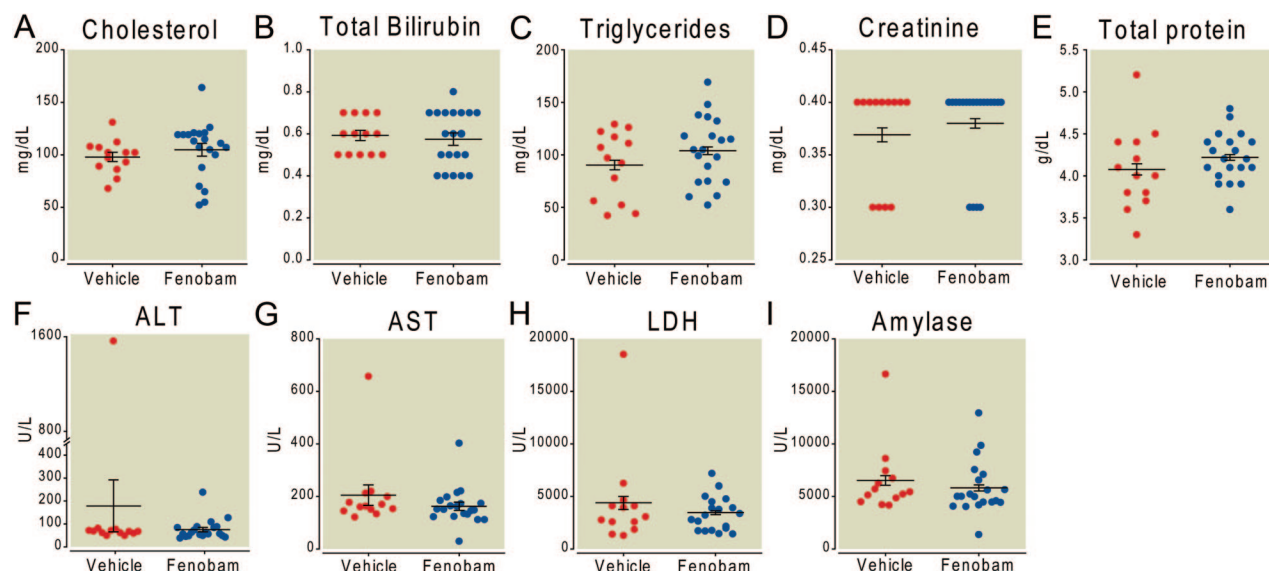 A Cholesterol
200
150
100
50
0
mg/dL
Vehicle Fenobam
B Total Bilirubin
1.0
0.8
0.6
0.4
0.2
0.0
mg/dL
Vehicle Fenobam
C Triglycerides
200
150
100
50
0
mg/dL
Vehicle Fenobam
D Creatinine
0.45
0.40
0.35
0.30
0.25
mg/dL
Vehicle Fenobam
E Total protein
5.5
5.0
4.5
4.0
3.5
3.0
g/dL
Vehicle Fenobam
F ALT
1600
800
400
300
200
100
0
U/L
Vehicle Fenobam
G AST
800
600
400
200
0
U/L
Vehicle Fenobam
H LDH
20000
15000
10000
5000
0
U/L
Vehicle Fenobam
I Amylase
20000
15000
10000
5000
0
U/L
Vehicle Fenobam